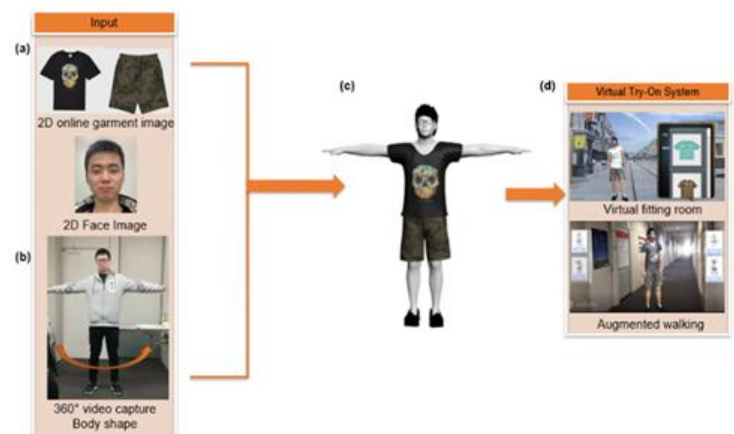 Input
(a)
2D online garment image
2D Face Image
(b)
360° video capture
Body shape
(c)
(d)
Virtual Try-On System
Virtual fitting room
Augmented walking